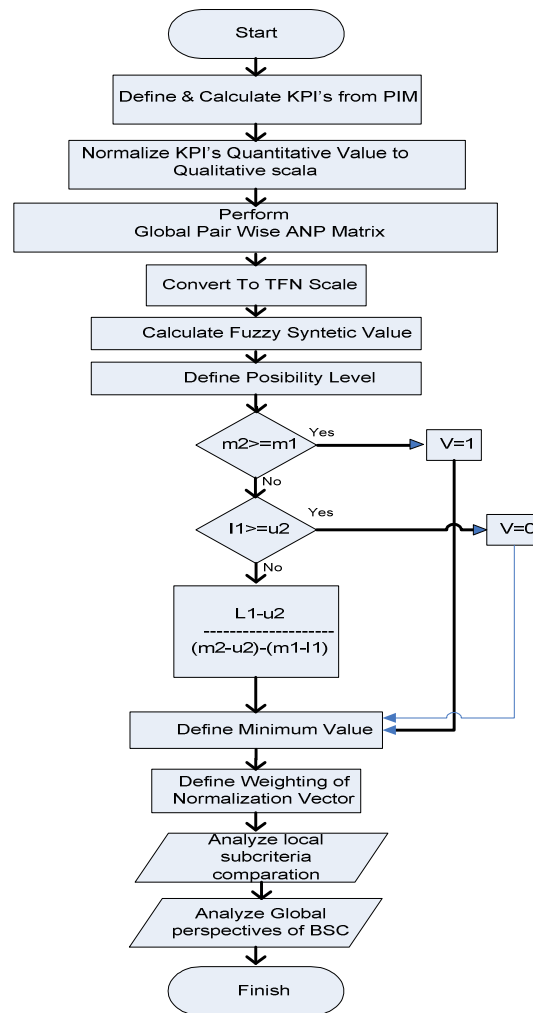 Start
Define & Calculate KPI's from PIM
Normalize KPI's Quantitative Value to
Qualitative scala
Perform
Global Pair Wise ANP Matrix
Convert To TFN Scale
Calculate Fuzzy Syntetic Value
Define Posibility Level
m2>=m1
Yes
V=1
No
l1>=u2
Yes
V=0
No
L1-u2
------------------
(m2-u2)-(m1-l1)
Define Minimum Value
Define Weighting of
Normalization Vector
Analyze local
subcriteria
comparation
Analyze Global
perspectives of BSC
Finish